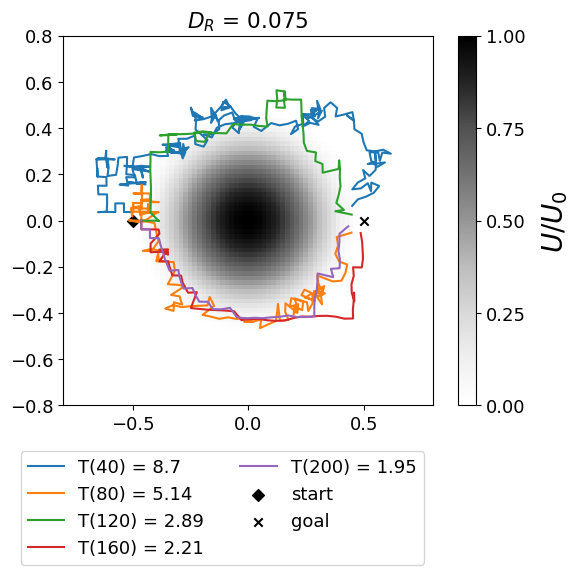 D_R = 0.075
0.8
0.6
0.4
0.2
0.0
−0.2
−0.4
−0.6
−0.8
−0.5 0.0 0.5
1.00
0.75
0.50
0.25
0.00
U/U_0
T(40) = 8.7
T(80) = 5.14
T(120) = 2.89
T(160) = 2.21
T(200) = 1.95
start
goal